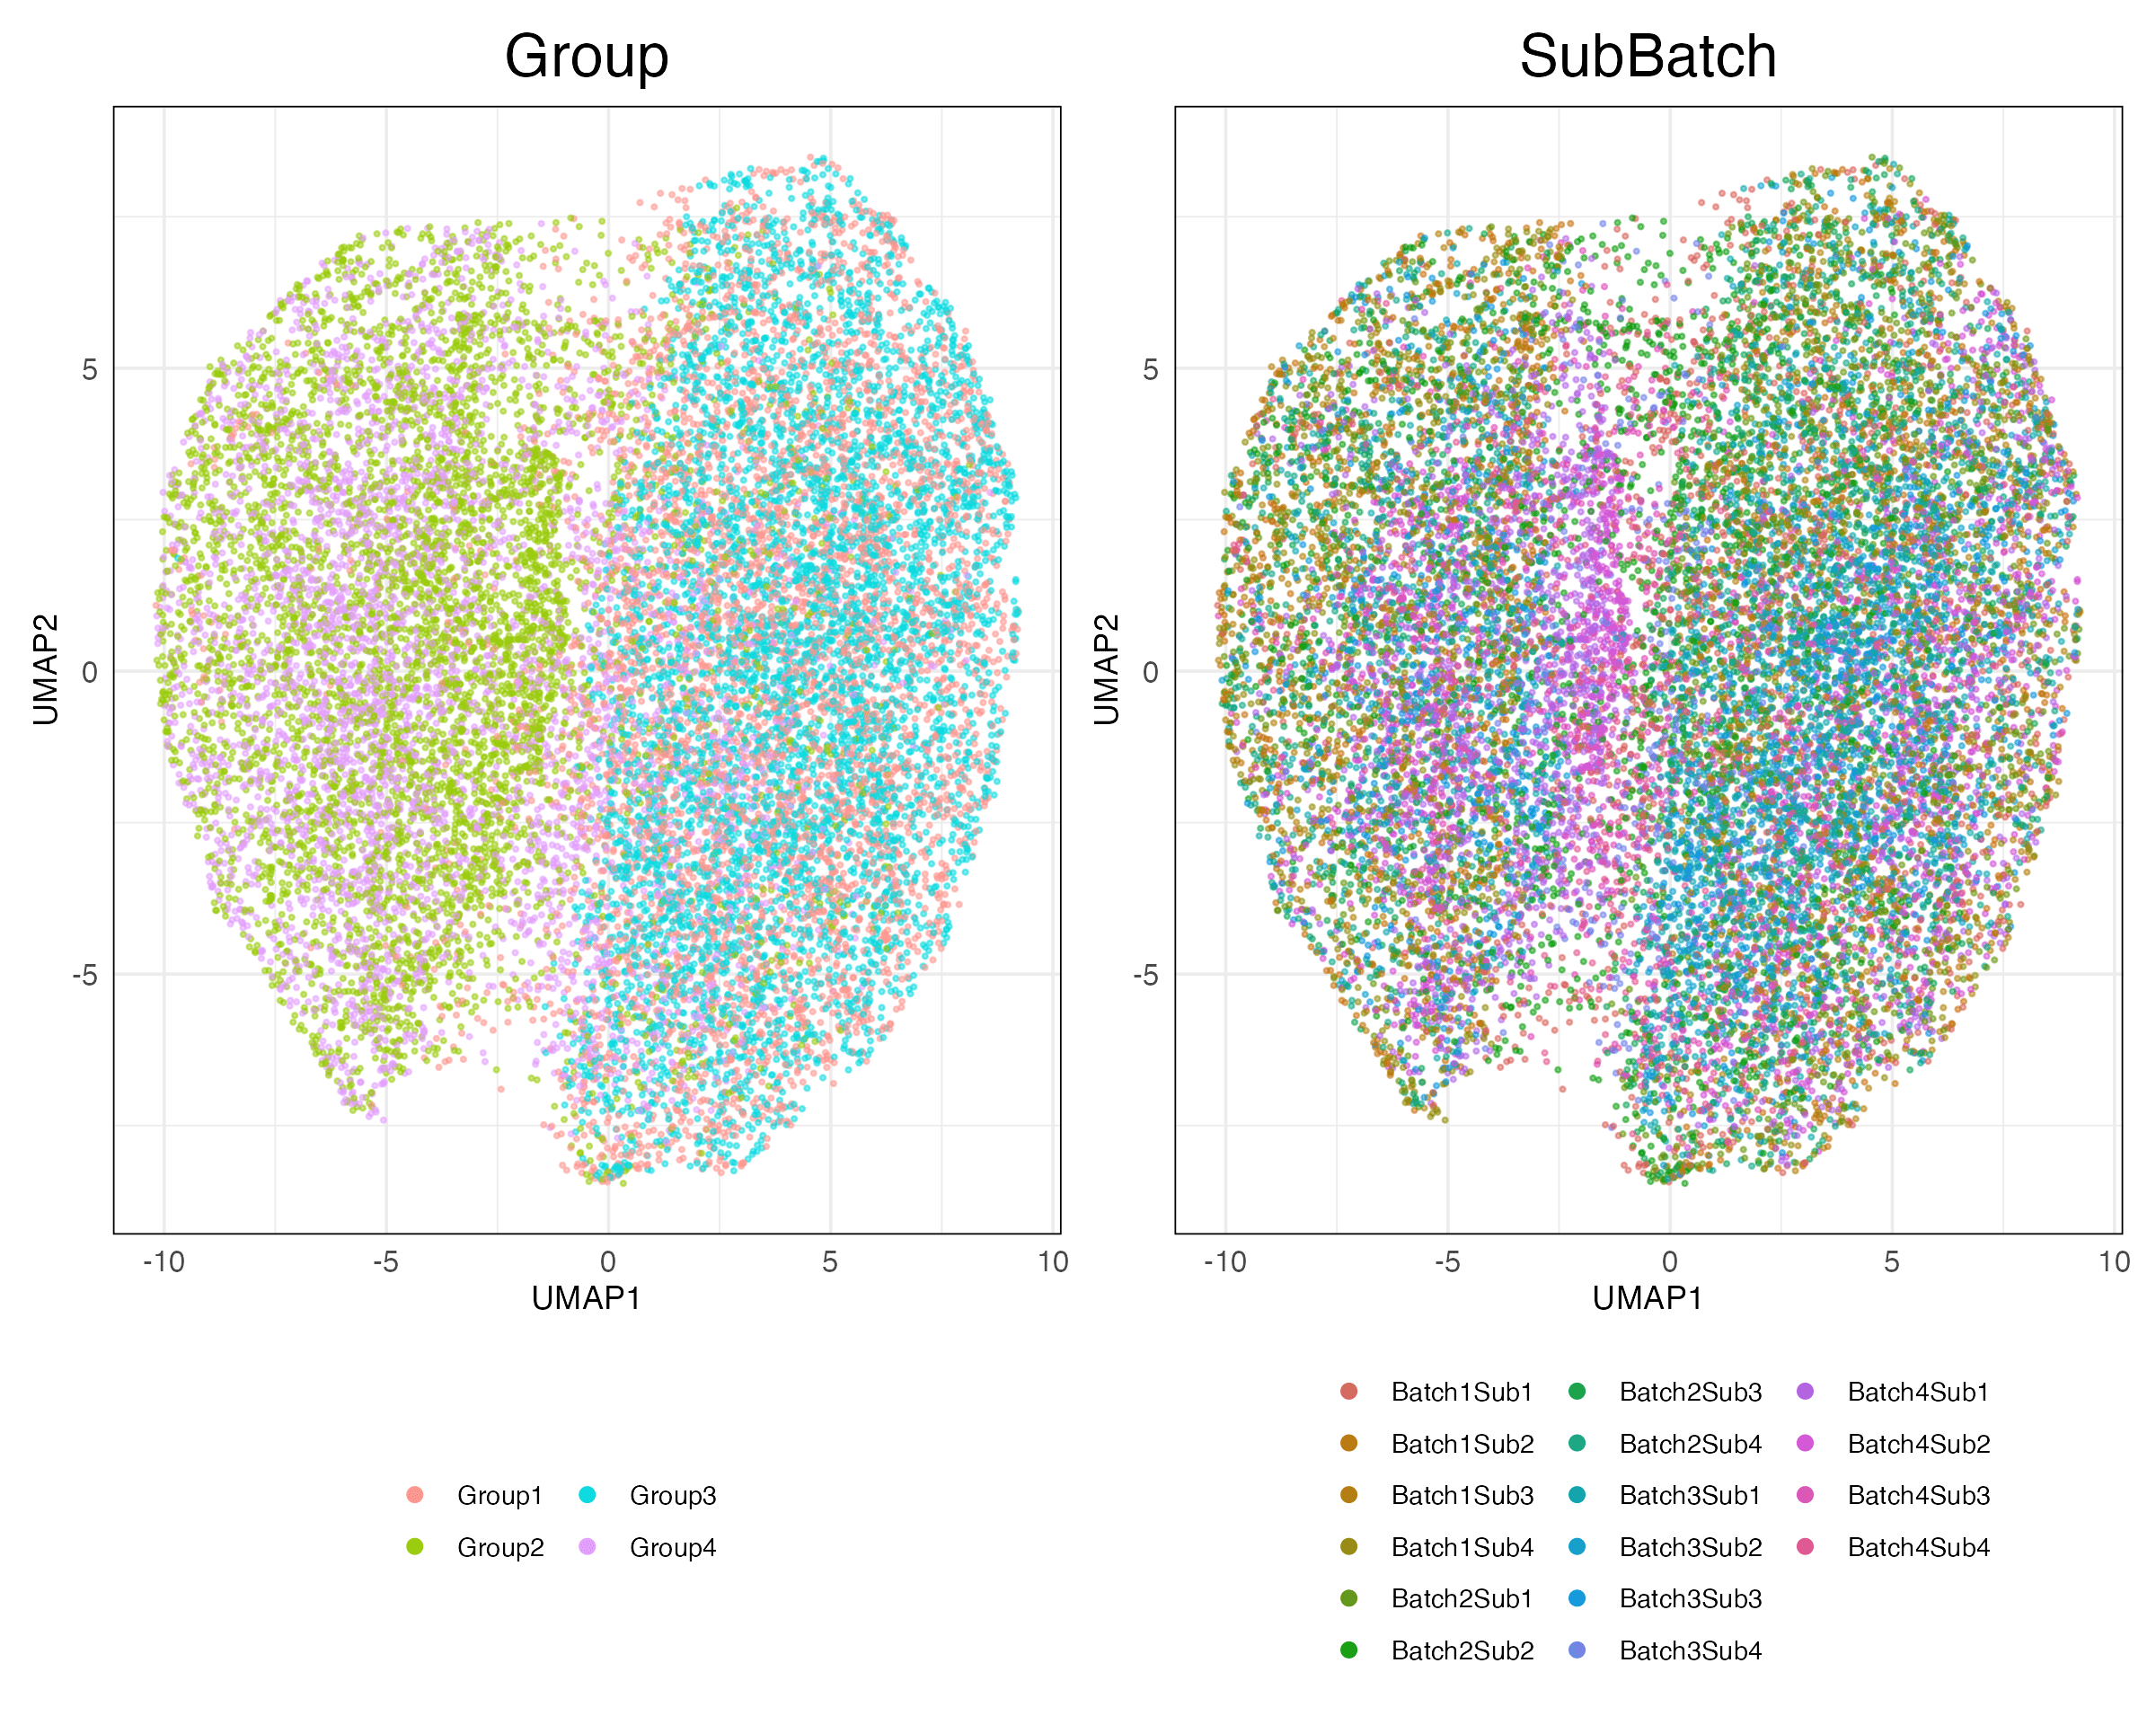 Group
SubBatch
5
0
-5
UMAP2
-10 -5 0 5 10
UMAP1
5
0
-5
UMAP2
-10 -5 0 5 10
UMAP1
Group1 Group3
Group2 Group4
Batch1Sub1 Batch2Sub3 Batch4Sub1
Batch1Sub2 Batch2Sub4 Batch4Sub2
Batch1Sub3 Batch3Sub1 Batch4Sub3
Batch1Sub4 Batch3Sub2 Batch4Sub4
Batch2Sub1 Batch3Sub3
Batch2Sub2 Batch3Sub4